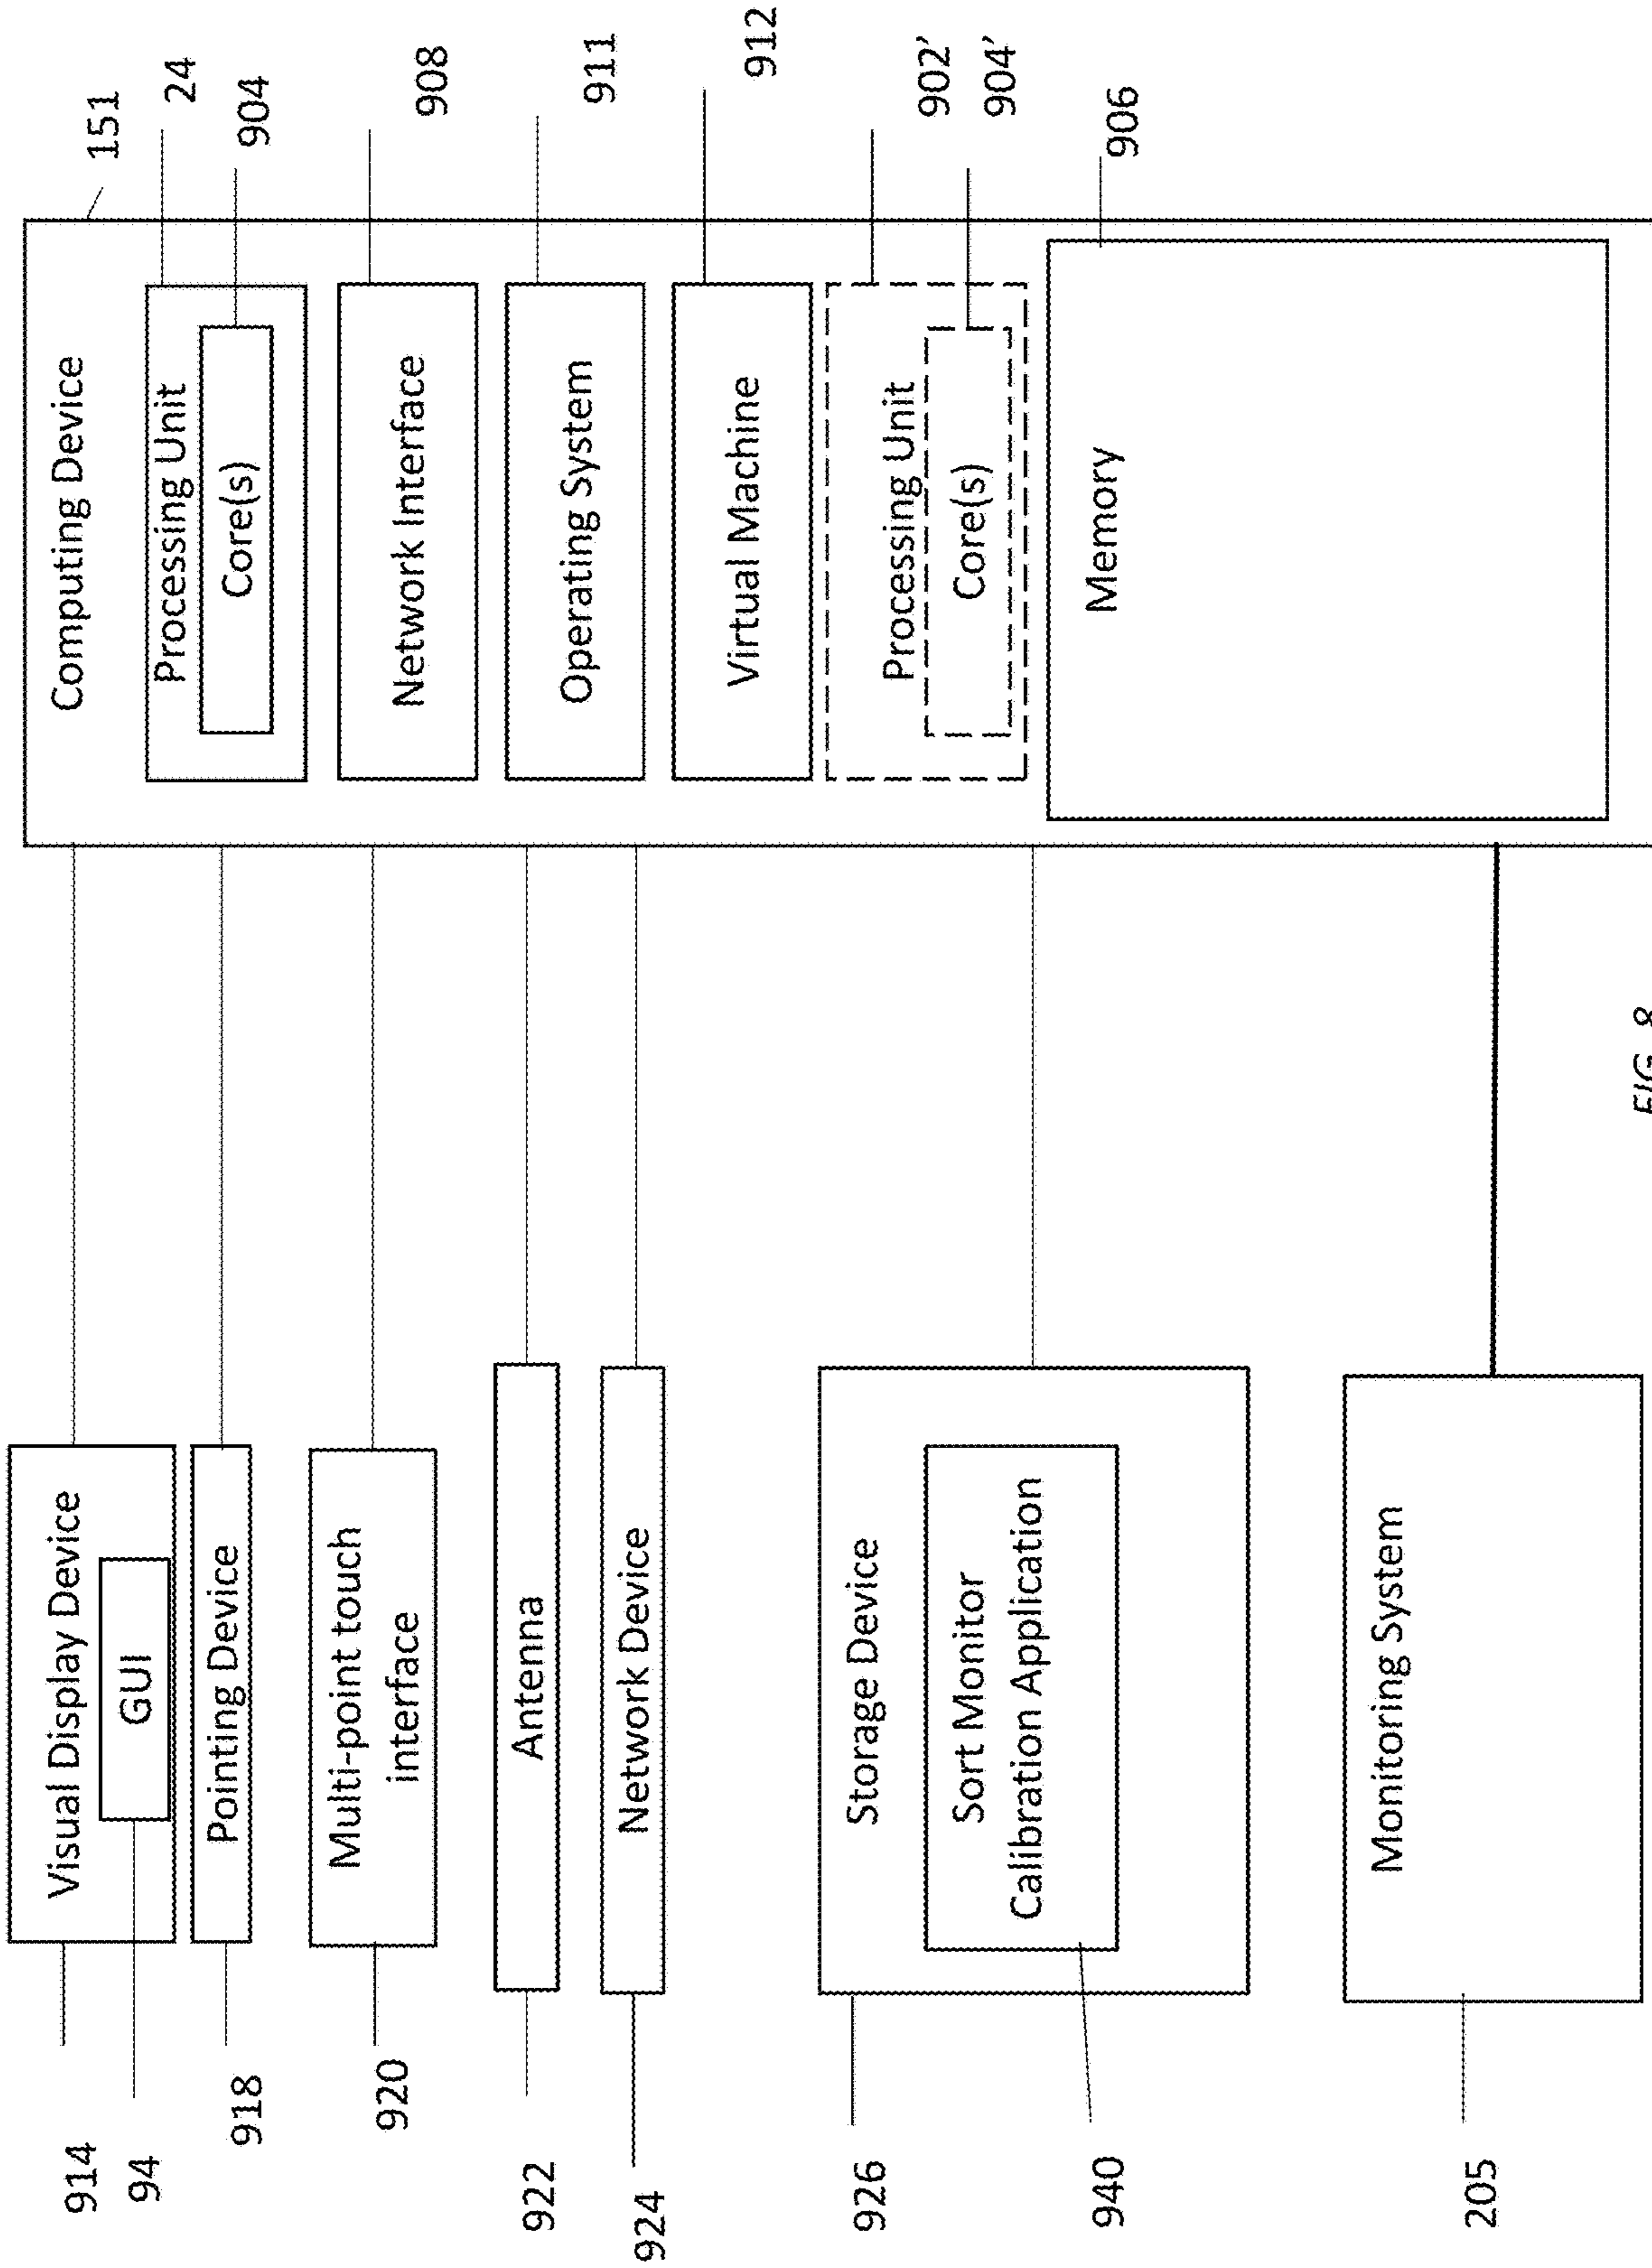 914
Visual Display Device
94
GUI
918
Pointing Device
920
Multi-point touch
interface
922
Antenna
924
Network Device
926
Storage Device
940
Sort Monitor
Calibration Application
205
Monitoring System
Computing Device
151
Processing Unit
24
Core(s)
904
Network Interface
908
Operating System
911
Virtual Machine
912
Processing Unit
902’
Core(s)
904’
Memory
906
FIG. 8